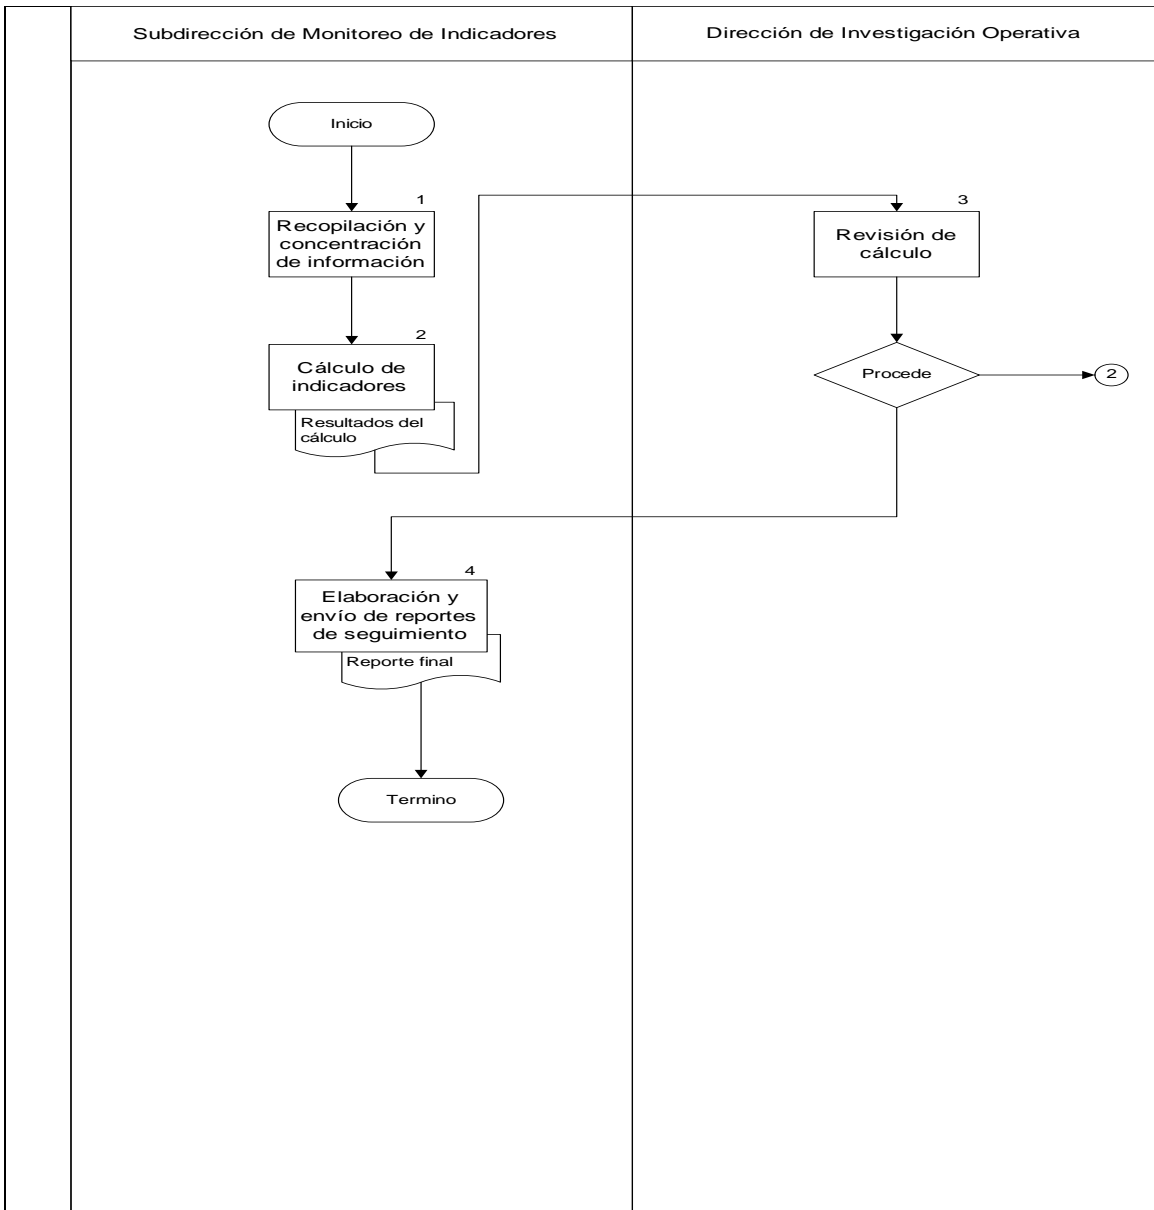 Subdirección de Monitoreo de Indicadores
Dirección de Investigación Operativa
Inicio
1
Recopilación y
concentración
de información
2
Cálculo de
indicadores
Resultados del
cálculo
3
Revisión de
cálculo
Procede
2
4
Elaboración y
envío de reportes
de seguimiento
Reporte final
Termino